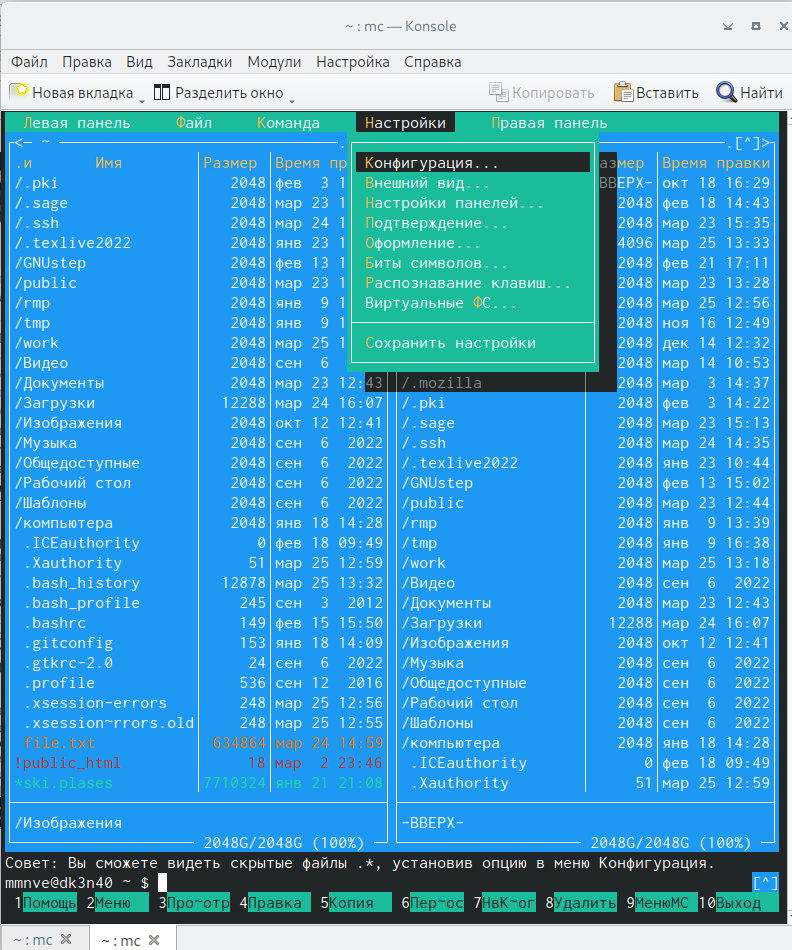 ~ : mc — Konsole
Файл Правка Вид Закладки Модули Настройка Справка
Новая вкладка Разделить окно Копировать Вставить Найти
Левая панель Файл Команда Настройки Правая панель
<— ~ .[^]>
.и Имя Размер Время пр Конфигурация... азмер Время правки
/.pki 2048 фев 3 1 Внешний вид... ВВЕРХ- окт 18 16:29
/.sage 2048 мар 23 1 Настройки панелей... 2048 фев 18 14:43
/.ssh 2048 мар 24 1 Подтверждение... 2048 мар 23 15:35
/.texlive2022 2048 янв 23 1 Оформление... 4096 мар 25 13:33
/GNUstep 2048 фев 13 1 Биты символов... 2048 фев 21 17:11
/public 2048 мар 23 1 Распознавание клавиш... 2048 мар 23 13:28
/rmp 2048 янв 9 1 Виртуальные ФС... 2048 мар 25 12:56
/tmp 2048 янв 9 1 2048 ноя 16 12:49
/work 2048 мар 25 1 Сохранить настройки 2048 дек 14 12:32
/Видео 2048 сен 6 2048 мар 14 10:53
/Документы 2048 мар 23 12:43 /.mozilla 2048 мар 3 14:37
/Загрузки 12288 мар 24 16:07 /.pki 2048 фев 3 14:22
/Изображения 2048 окт 12 12:41 /.sage 2048 мар 23 15:13
/Музыка 2048 сен 6 2022 /.ssh 2048 мар 24 14:35
/Общедоступные 2048 сен 6 2022 /.texlive2022 2048 янв 23 10:44
/Рабочий стол 2048 сен 6 2022 /GNUstep 2048 фев 13 15:02
/Шаблоны 2048 сен 6 2022 /public 2048 мар 23 12:44
/компьютера 2048 янв 18 14:28 /rmp 2048 янв 9 13:39
.ICEauthority 0 фев 18 09:49 /tmp 2048 янв 9 16:38
.Xauthority 51 мар 25 12:59 /work 2048 мар 25 13:18
.bash_history 12878 мар 25 13:32 /Видео 2048 сен 6 2022
.bash_profile 245 сен 3 2012 /Документы 2048 мар 23 12:43
.bashrc 149 фев 15 15:50 /Загрузки 12288 мар 24 16:07
.gitconfig 153 янв 18 14:09 /Изображения 2048 окт 12 12:41
.gtkrc-2.0 24 сен 6 2022 /Музыка 2048 сен 6 2022
.profile 536 сен 12 2016 /Общедоступные 2048 сен 6 2022
.xsession-errors 248 мар 25 12:56 /Рабочий стол 2048 сен 6 2022
.xsession~rrors.old 248 мар 25 12:55 /Шаблоны 2048 сен 6 2022
file.txt 634864 мар 24 14:59 /компьютера 2048 янв 18 14:28
!public_html 18 мар 2 23:46 .ICEauthority 0 фев 18 09:49
*ski.plases 7710324 янв 21 21:08 .Xauthority 51 мар 25 12:59
/Изображения -ВВЕРХ-
2048G/2048G (100%) 2048G/2048G (100%)
Совет: Вы сможете видеть скрытые файлы .*, установив опцию в меню Конфигурация.
mmnve@dk3n40 ~ $ [^]
1Помощь 2Меню 3Про~отр 4Правка 5Копия 6Пер~ос 7НвК~ог 8Удалить 9МенюМС 10Выход
~ : mc ~ : mc